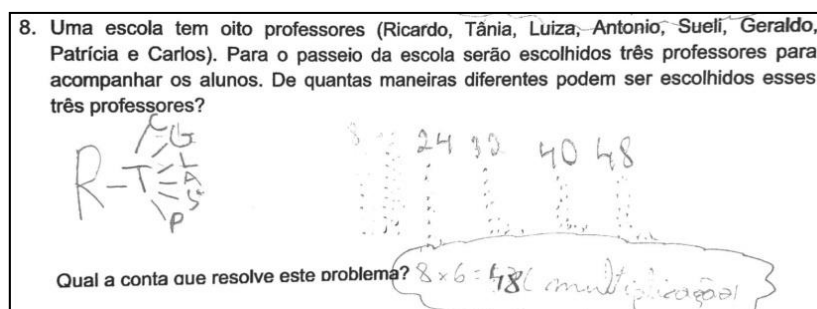 8. Uma escola tem oito professores (Ricardo, Tânia, Luiza, Antonio, Sueli, Geraldo,
Patrícia e Carlos). Para o passeio da escola serão escolhidos três professores para
acompanhar os alunos. De quantas maneiras diferentes podem ser escolhidos esses
três professores?
R-T
C
G
L
A
S
P
8 24 32 40 48
Qual a conta que resolve este problema? 8x6=48 (multiplicação)